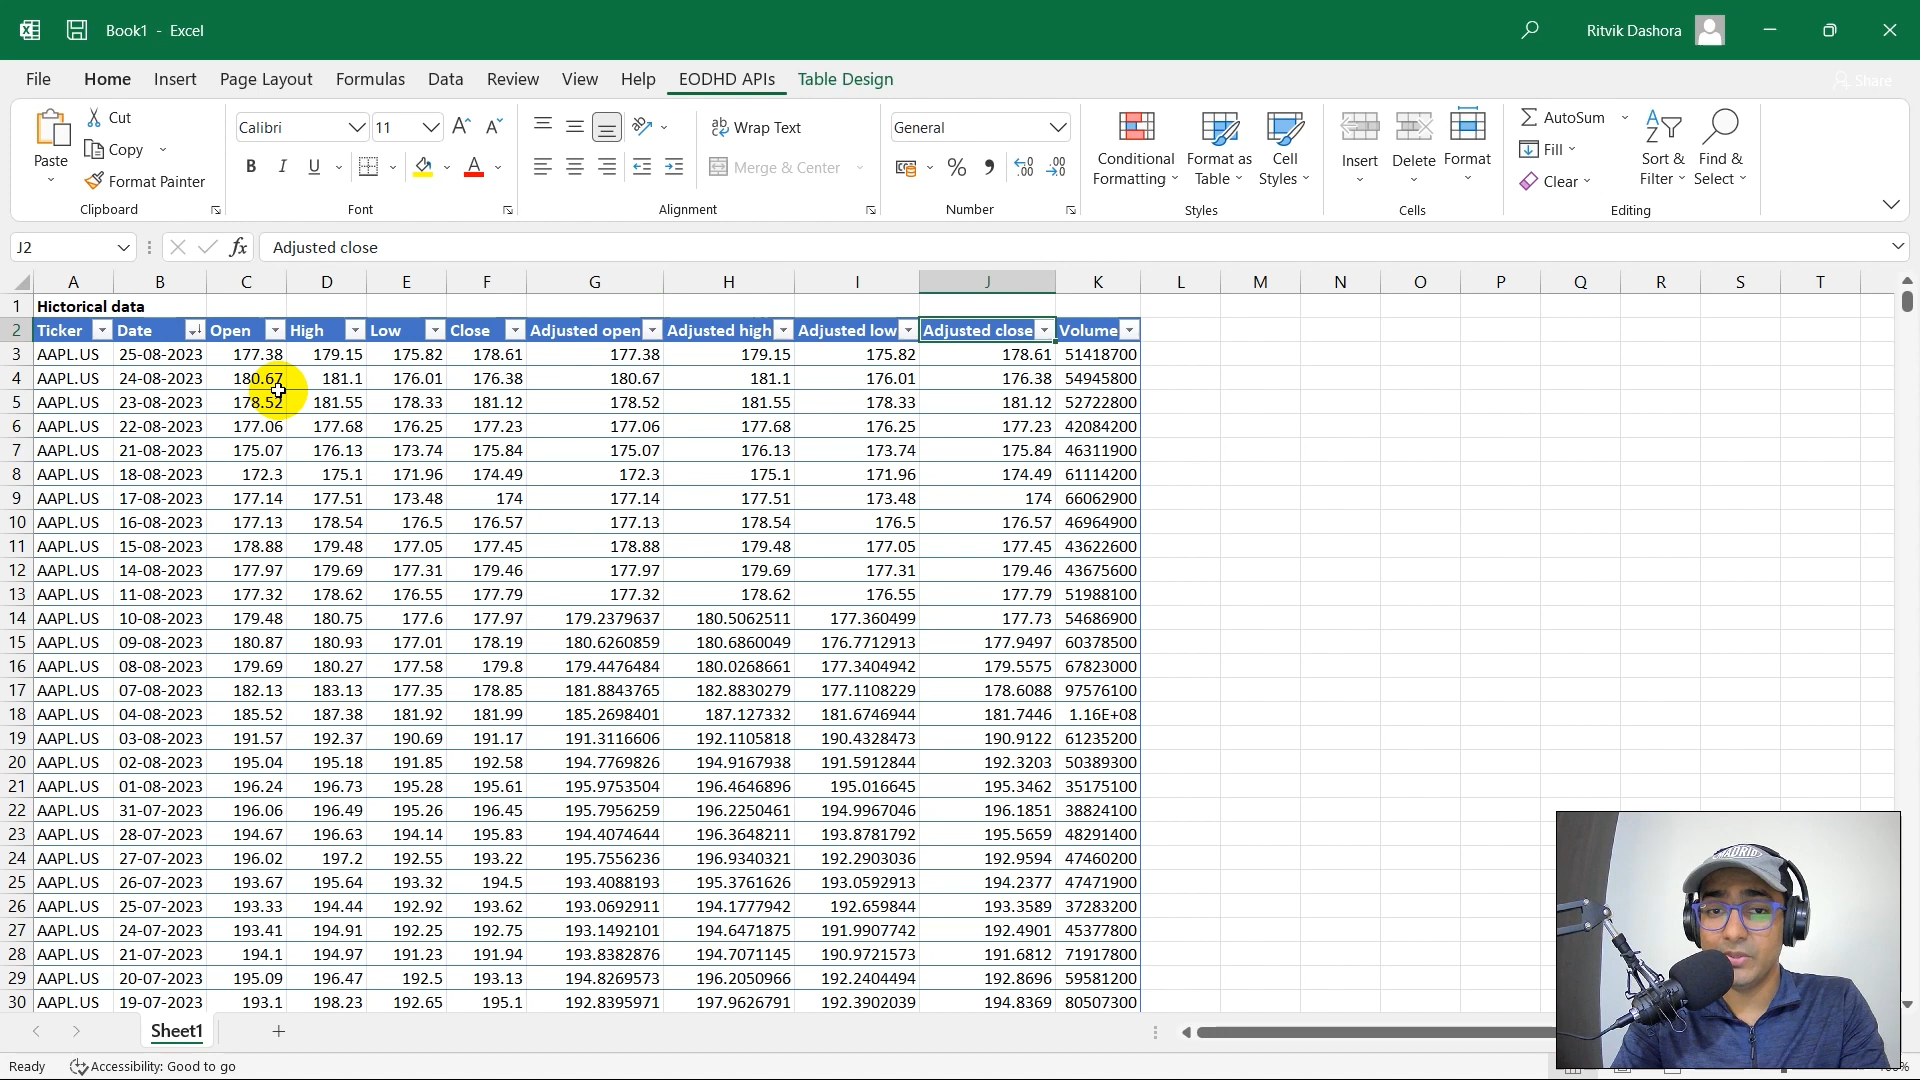 Book1 - Excel
Ritvik Dashora
File Home Insert Page Layout Formulas Data Review View Help EODHD APIs Table Design
Share
Paste
Cut
Copy
Format Painter
Clipboard
Calibri 11
B I U A
Font
Wrap Text
Merge & Center
Alignment
General
Number
Conditional Formatting
Format as Table
Cell Styles
Styles
Insert
Delete
Format
Cells
AutoSum
Fill
Clear
Sort & Filter
Find & Select
Editing
J2 fx Adjusted close
A B C D E F G H I J K L M N O P Q R S T
1 Hictorical data
2 Ticker Date Open High Low Close Adjusted open Adjusted high Adjusted low Adjusted close Volume
3 AAPL.US 25-08-2023 177.38 179.15 175.82 178.61 177.38 179.15 175.82 178.61 51418700
4 AAPL.US 24-08-2023 180.67 181.1 176.01 176.38 180.67 181.1 176.01 176.38 54945800
5 AAPL.US 23-08-2023 178.52 181.55 178.33 181.12 178.52 181.55 178.33 181.12 52722800
6 AAPL.US 22-08-2023 177.06 177.68 176.25 177.23 177.06 177.68 176.25 177.23 42084200
7 AAPL.US 21-08-2023 175.07 176.13 173.74 175.84 175.07 176.13 173.74 175.84 46311900
8 AAPL.US 18-08-2023 172.3 175.1 171.96 174.49 172.3 175.1 171.96 174.49 61114200
9 AAPL.US 17-08-2023 177.14 177.51 173.48 174 177.14 177.51 173.48 174 66062900
10 AAPL.US 16-08-2023 177.13 178.54 176.5 176.57 177.13 178.54 176.5 176.57 46964900
11 AAPL.US 15-08-2023 178.88 179.48 177.05 177.45 178.88 179.48 177.05 177.45 43622600
12 AAPL.US 14-08-2023 177.97 179.69 177.31 179.46 177.97 179.69 177.31 179.46 43675600
13 AAPL.US 11-08-2023 177.32 178.62 176.55 177.79 177.32 178.62 176.55 177.79 51988100
14 AAPL.US 10-08-2023 179.48 180.75 177.6 177.97 179.2379637 180.5062511 177.360499 177.73 54686900
15 AAPL.US 09-08-2023 180.87 180.93 177.01 178.19 180.6260859 180.6860049 176.7712913 177.9497 60378500
16 AAPL.US 08-08-2023 179.69 180.27 177.58 179.8 179.4476484 180.0268661 177.3404942 179.5575 67823000
17 AAPL.US 07-08-2023 182.13 183.13 177.35 178.85 181.8843765 182.8830279 177.1108229 178.6088 97576100
18 AAPL.US 04-08-2023 185.52 187.38 181.92 181.99 185.2698401 187.127332 181.6746944 181.7446 1.16E+08
19 AAPL.US 03-08-2023 191.57 192.37 190.69 191.17 191.3116606 192.1105818 190.4328473 190.9122 61235200
20 AAPL.US 02-08-2023 195.04 195.18 191.85 192.58 194.7769826 194.9167938 191.5912844 192.3203 50389300
21 AAPL.US 01-08-2023 196.24 196.73 195.28 195.61 195.9753504 196.4646896 195.016645 195.3462 35175100
22 AAPL.US 31-07-2023 196.06 196.49 195.26 196.45 195.7956259 196.2250461 194.9967046 196.1851 38824100
23 AAPL.US 28-07-2023 194.67 196.63 194.14 195.83 194.4074644 196.3648211 193.8781792 195.5659 48291400
24 AAPL.US 27-07-2023 196.02 197.2 192.55 193.22 195.7556236 196.9340321 192.2903036 192.9594 47460200
25 AAPL.US 26-07-2023 193.67 195.64 193.32 194.5 193.4088193 195.3761626 193.0592913 194.2377 47471900
26 AAPL.US 25-07-2023 193.33 194.44 192.92 193.62 193.0692911 194.1777942 192.659844 193.3589 37283200
27 AAPL.US 24-07-2023 193.41 194.91 192.25 192.75 193.1492101 194.6471875 191.9907742 192.4901 45377800
28 AAPL.US 21-07-2023 194.1 194.97 191.23 191.94 193.8382876 194.7071145 190.9721573 191.6812 71917800
29 AAPL.US 20-07-2023 195.09 196.47 192.5 193.13 194.8269573 196.2050966 192.2404494 192.8696 59581200
30 AAPL.US 19-07-2023 193.1 198.23 192.65 195.1 192.8395971 197.9626791 192.3902039 194.8369 80507300
MADRID
Sheet1
Ready Accessibility: Good to go